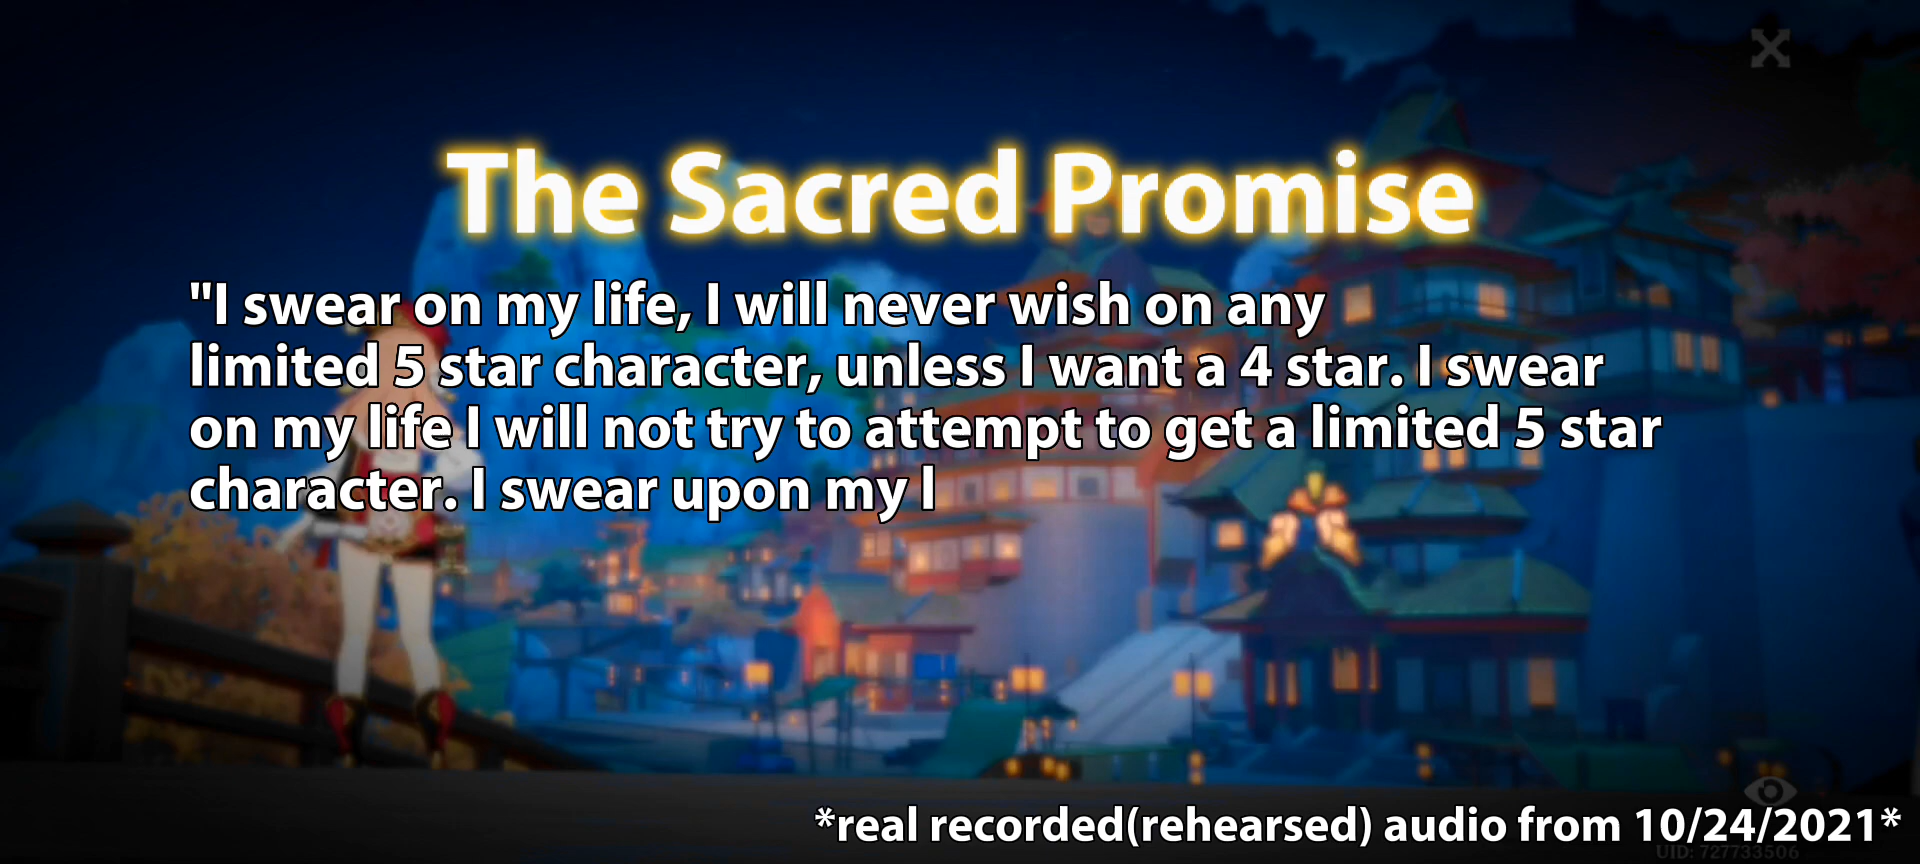 The Sacred Promise
"I swear on my life, I will never wish on any
limited 5 star character, unless I want a 4 star. I swear
on my life I will not try to attempt to get a limited 5 star
character. I swear upon my l
*real recorded(rehearsed) audio from 10/24/2021*
UID: 727733506